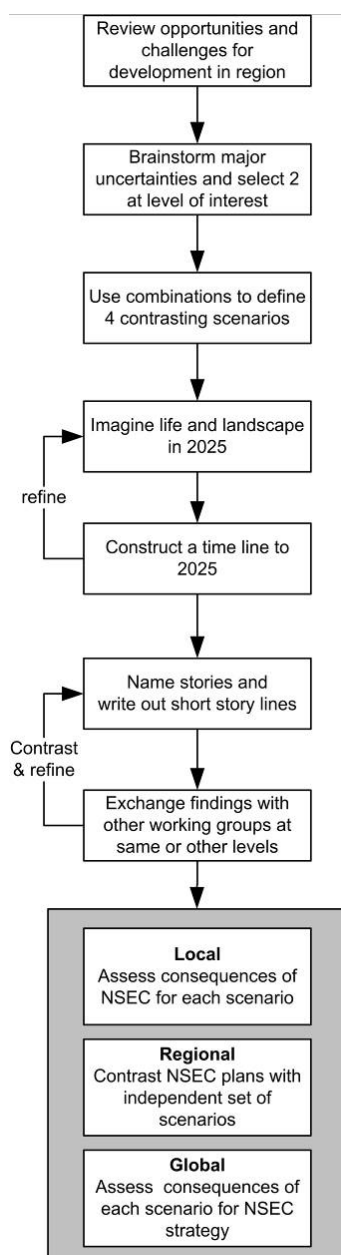 Review opportunities and
challenges for
development in region
Brainstorm major
uncertainties and select 2
at level of interest
Use combinations to define
4 contrasting scenarios
Imagine life and landscape
in 2025
refine
Construct a time line to
2025
Name stories and
write out short story lines
Contrast
& refine
Exchange findings with
other working groups at
same or other levels
Local
Assess consequences of
NSEC for each scenario
Regional
Contrast NSEC plans with
independent set of
scenarios
Global
Assess consequences of
each scenario for NSEC
strategy